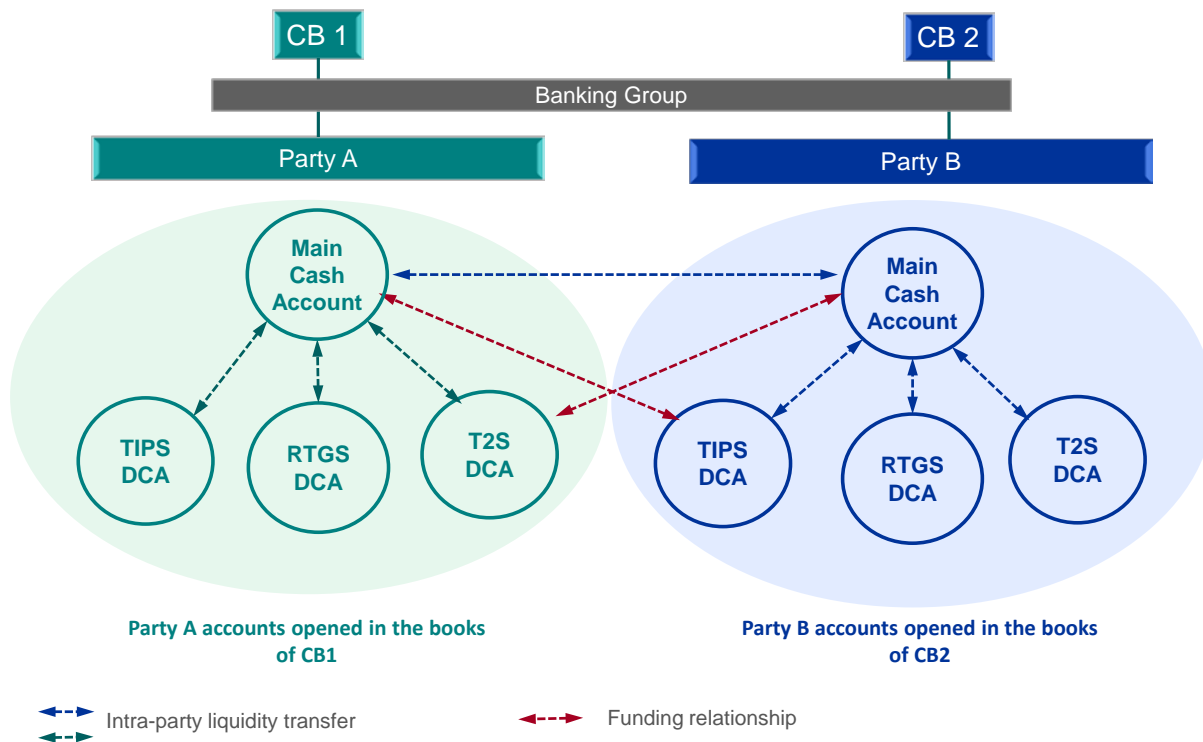 CB 1
CB 2
Banking Group
Party A
Party B
Main
Cash
Account
Main
Cash
Account
TIPS
DCA
RTGS
DCA
T2S
DCA
TIPS
DCA
RTGS
DCA
T2S
DCA
Party A accounts opened in the books
of CB1
Party B accounts opened in the books
of CB2
Intra-party liquidity transfer
Funding relationship